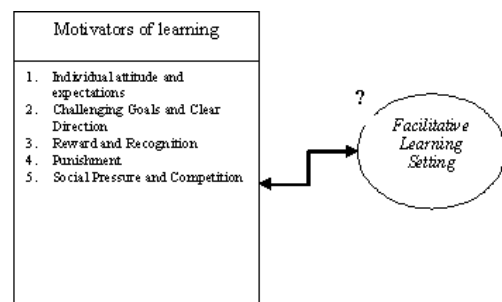 Motivators of learning
1. Individual attitude and
expectations
2. Challenging Goals and Clear
Direction
3. Reward and Recognition
4. Punishment
5. Social Pressure and Competition
?
Facilitative
Learning
Setting